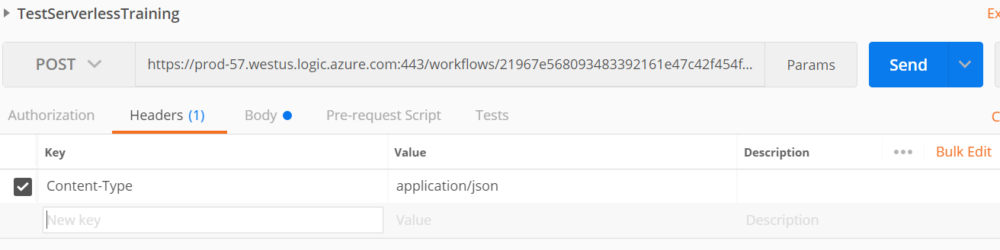 TestServerlessTraining Ex
POST https://prod-57.westus.logic.azure.com:443/workflows/21967e568093483392161e47c42f454f... Params Send
Authorization Headers (1) Body Pre-request Script Tests C
Key Value Description ••• Bulk Edit
Content-Type application/json
New key Value Description